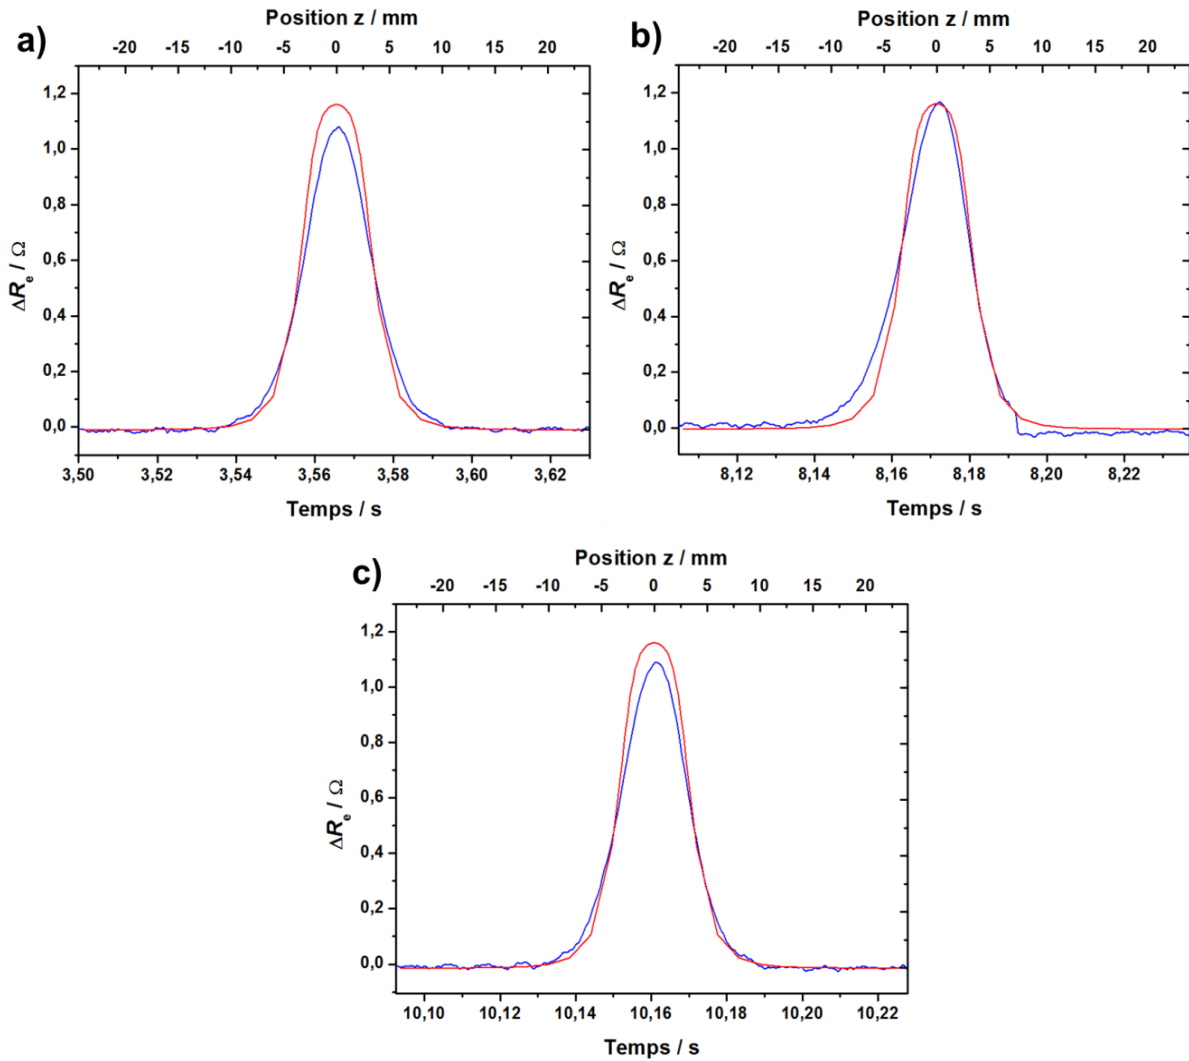 a)
Position z / mm
-20 -15 -10 -5 0 5 10 15 20
1,2
1,0
0,8
0,6
0,4
0,2
0,0
ΔRe / Ω
3,50 3,52 3,54 3,56 3,58 3,60 3,62
Temps / s
b)
Position z / mm
-20 -15 -10 -5 0 5 10 15 20
1,2
1,0
0,8
0,6
0,4
0,2
0,0
ΔRe / Ω
8,12 8,14 8,16 8,18 8,20 8,22
Temps / s
c)
Position z / mm
-20 -15 -10 -5 0 5 10 15 20
1,2
1,0
0,8
0,6
0,4
0,2
0,0
ΔRe / Ω
10,10 10,12 10,14 10,16 10,18 10,20 10,22
Temps / s